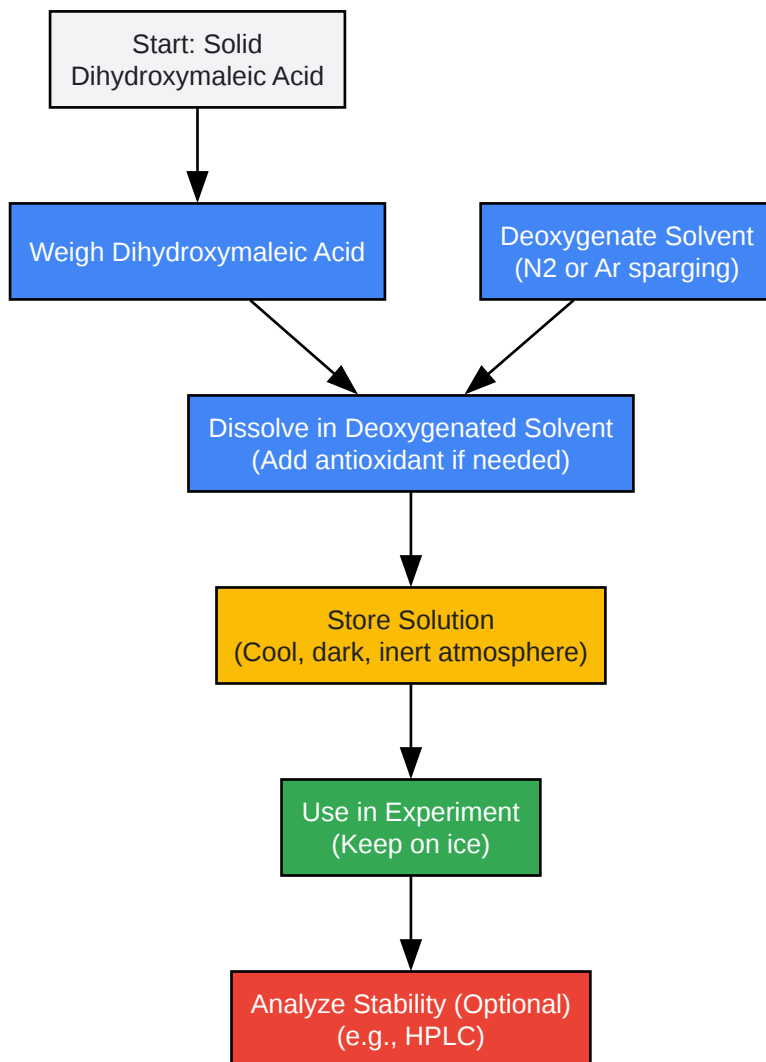 Start: Solid
Dihydroxymaleic Acid
Weigh Dihydroxymaleic Acid
Deoxygenate Solvent
(N2 or Ar sparging)
Dissolve in Deoxygenated Solvent
(Add antioxidant if needed)
Store Solution
(Cool, dark, inert atmosphere)
Use in Experiment
(Keep on ice)
Analyze Stability (Optional)
(e.g., HPLC)